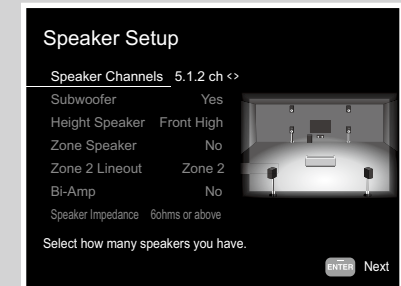 Speaker Setup
Speaker Channels 5.1.2 ch <>
Subwoofer Yes
Height Speaker Front High
Zone Speaker No
Zone 2 Lineout Zone 2
Bi-Amp No
Speaker Impedance 6ohms or above
Select how many speakers you have.
ENTER Next